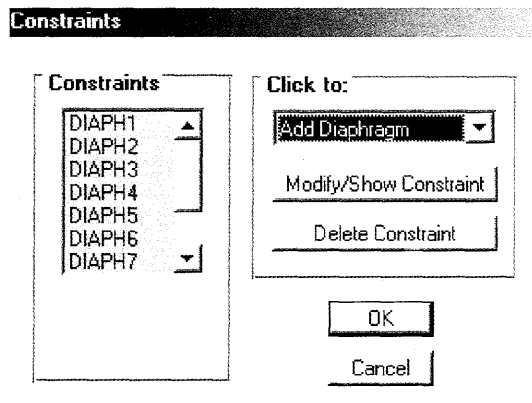 Constraints
Constraints
DIAPH1
DIAPH2
DIAPH3
DIAPH4
DIAPH5
DIAPH6
DIAPH7
Click to:
Add Diaphragm
Modify/Show Constraint
Delete Constraint
OK
Cancel